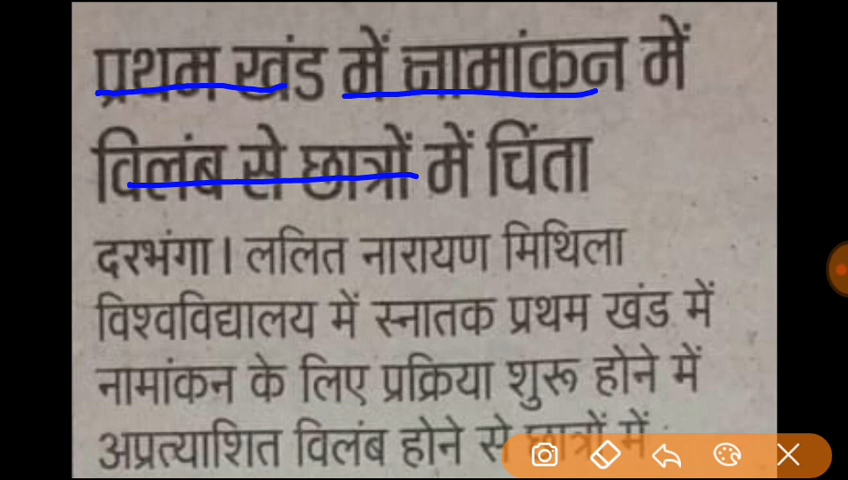 प्रथम खंड में नामांकन में
विलंब से छात्रों में चिंता
दरभंगा। ललित नारायण मिथिला
विश्वविद्यालय में स्नातक प्रथम खंड में
नामांकन के लिए प्रक्रिया शुरू होने में
अप्रत्याशित विलंब होने से छात्रों में